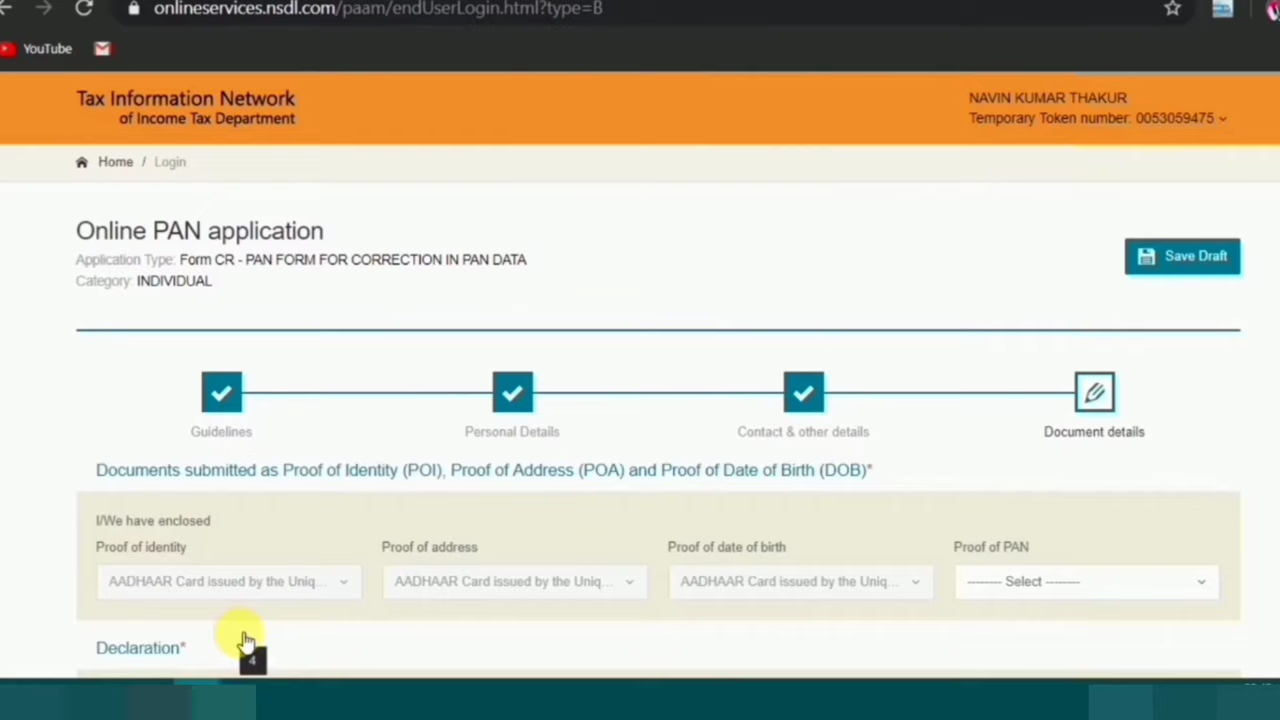 onlineservices.nsdl.com/paam/endUserLogin.html?type=B
YouTube
Tax Information Network
of Income Tax Department
NAVIN KUMAR THAKUR
Temporary Token number: 0053059475
Home / Login
Online PAN application
Application Type: Form CR - PAN FORM FOR CORRECTION IN PAN DATA
Category: INDIVIDUAL
Save Draft
Guidelines
Personal Details
Contact & other details
Document details
Documents submitted as Proof of Identity (POI), Proof of Address (POA) and Proof of Date of Birth (DOB)*
I/We have enclosed
Proof of identity
Proof of address
Proof of date of birth
Proof of PAN
AADHAAR Card issued by the Uniq...
AADHAAR Card issued by the Uniq...
AADHAAR Card issued by the Uniq...
-------- Select --------
Declaration*
4